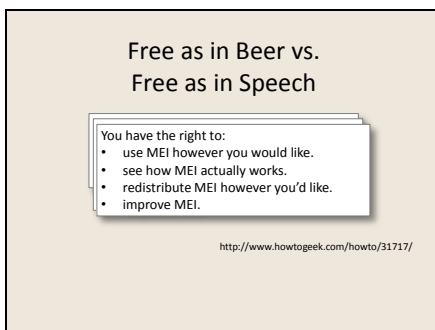 Free as in Beer vs.
Free as in Speech
You have the right to:
• use MEI however you would like.
• see how MEI actually works.
• redistribute MEI however you'd like.
• improve MEI.
http://www.howtogeek.com/howto/31717/